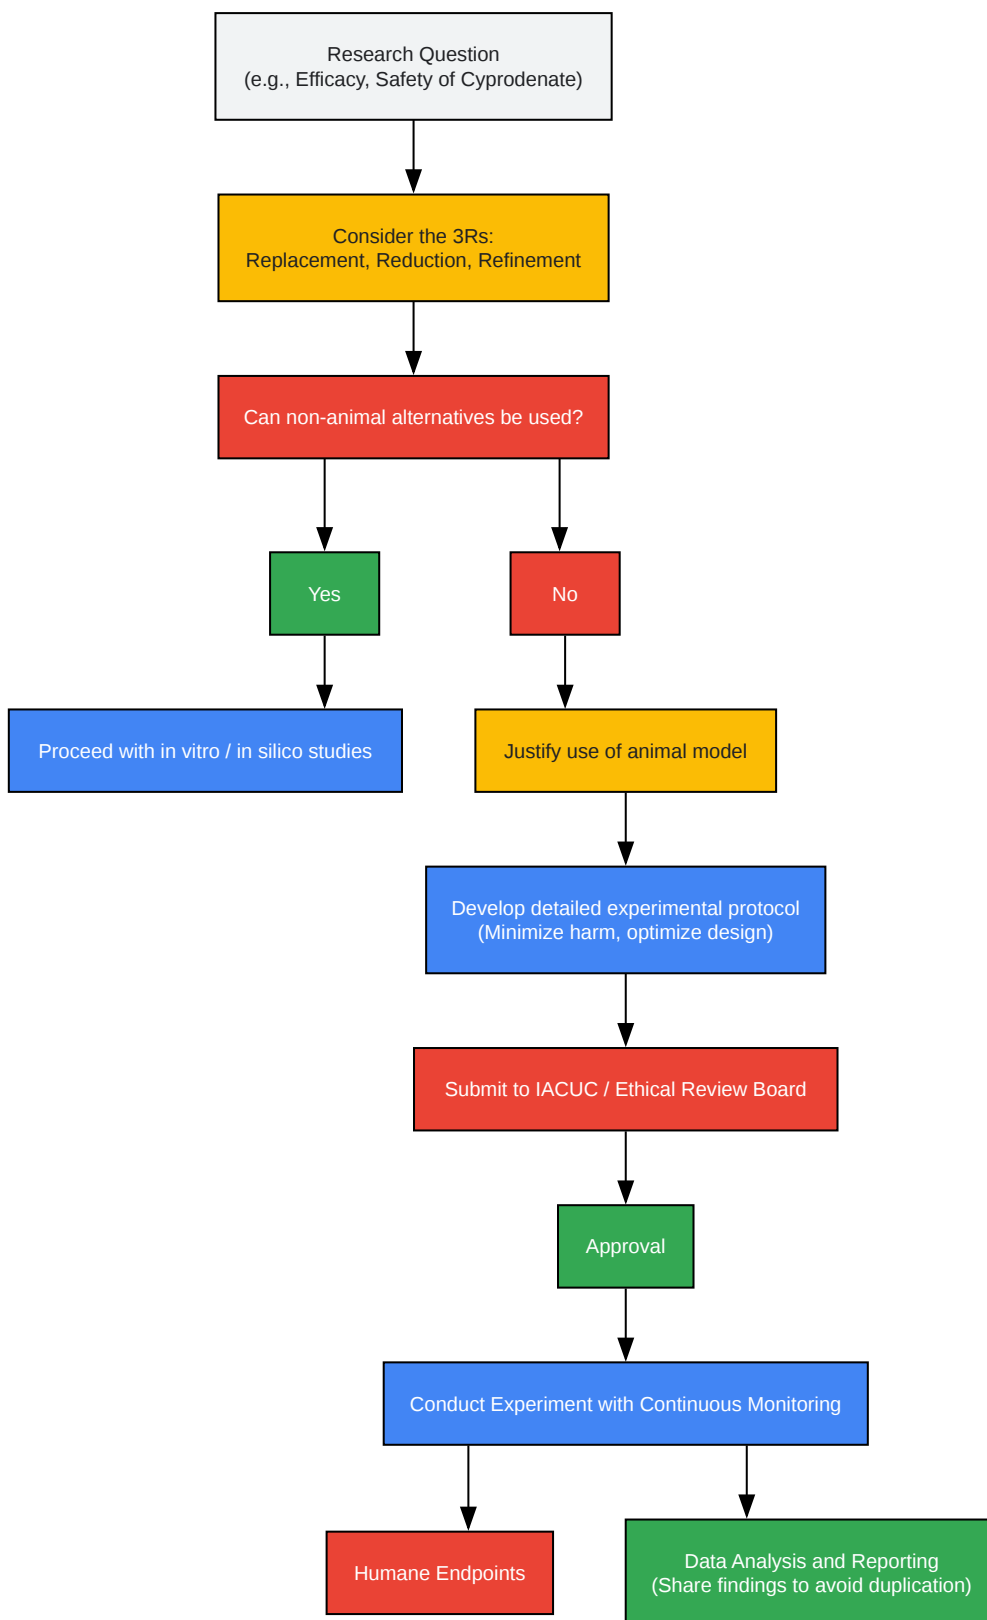 Research Question
(e.g., Efficacy, Safety of Cyprodenate)
Consider the 3Rs:
Replacement, Reduction, Refinement
Can non-animal alternatives be used?
Yes
No
Proceed with in vitro / in silico studies
Justify use of animal model
Develop detailed experimental protocol
(Minimize harm, optimize design)
Submit to IACUC / Ethical Review Board
Approval
Conduct Experiment with Continuous Monitoring
Humane Endpoints
Data Analysis and Reporting
(Share findings to avoid duplication)